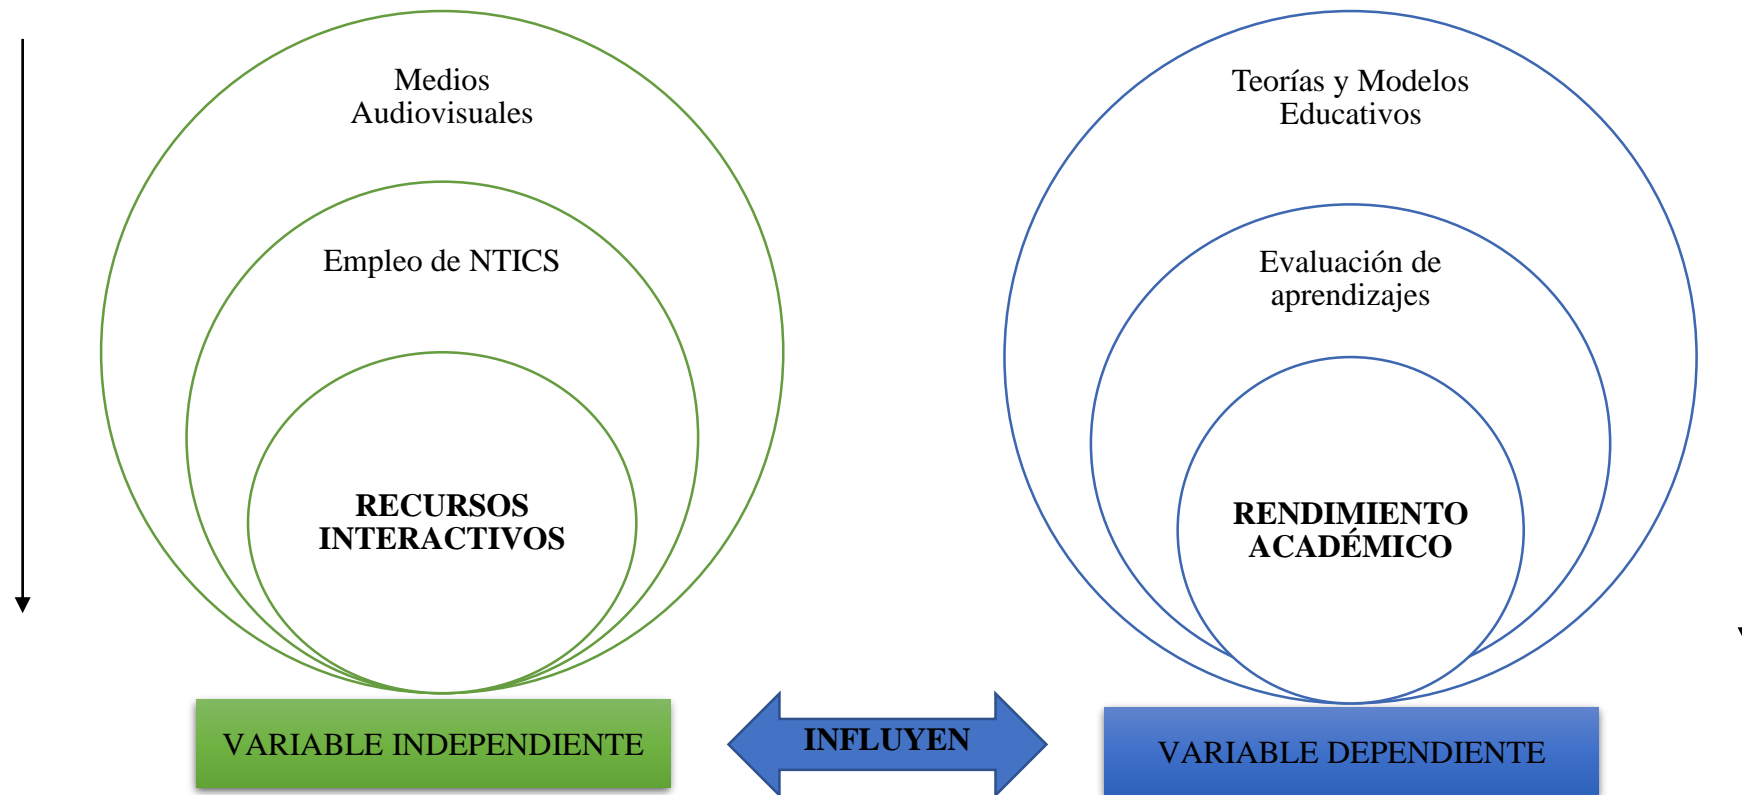 Medios
Audiovisuales
Empleo de NTICS
RECURSOS
INTERACTIVOS
VARIABLE INDEPENDIENTE
INFLUYEN
Teorías y Modelos
Educativos
Evaluación de
aprendizajes
RENDIMIENTO
ACADÉMICO
VARIABLE DEPENDIENTE